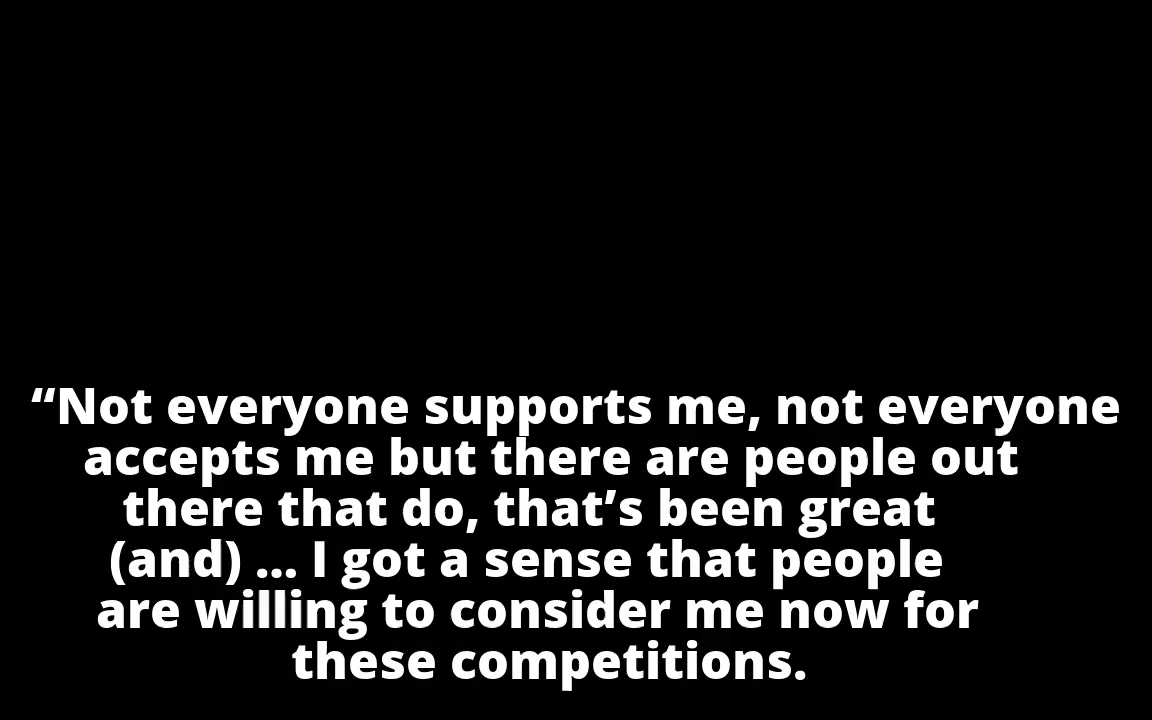 “Not everyone supports me, not everyone
accepts me but there are people out
there that do, that’s been great
(and) ... I got a sense that people
are willing to consider me now for
these competitions.